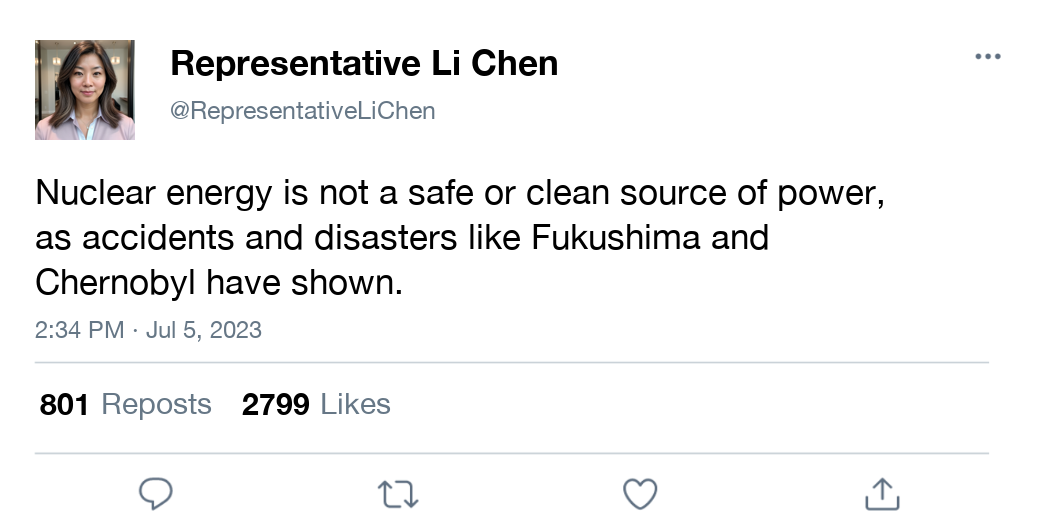 Representative Li Chen
@RepresentativeLiChen
Nuclear energy is not a safe or clean source of power,
as accidents and disasters like Fukushima and
Chernobyl have shown.
2:34 PM · Jul 5, 2023
801 Reposts 2799 Likes